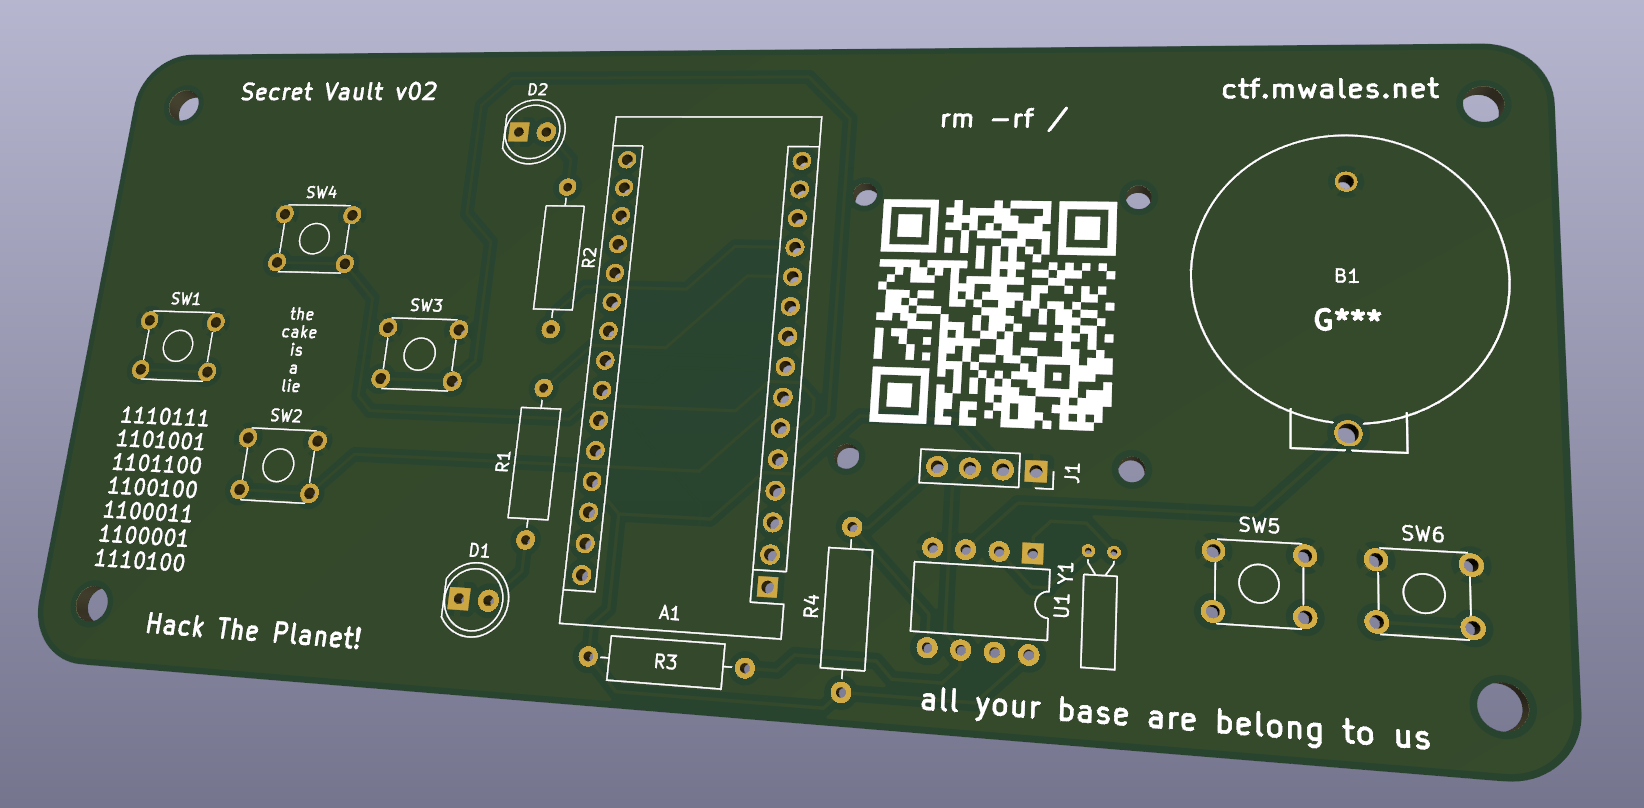 Secret Vault v02
D2
rm -rf /
ctf.mwales.net
SW4
R2
B1
G***
SW1
SW3
the
cake
is
a
lie
SW2
1110111
1101001
1101100
1100100
1100011
1100001
1110100
R1
J1
D1
SW5
SW6
Y1
U1
R4
A1
R3
Hack The Planet!
all your base are belong to us